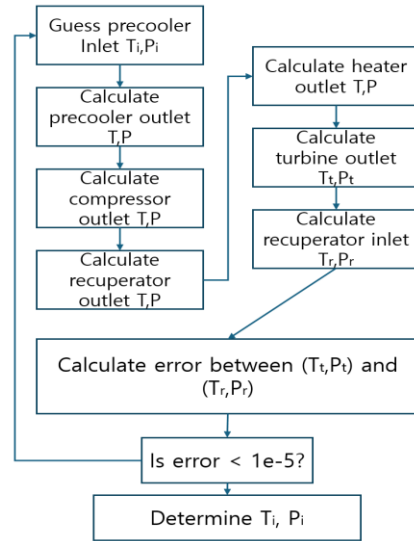 Guess precooler
Inlet Tᵢ,Pᵢ
Calculate
precooler outlet
T,P
Calculate
compressor
outlet T,P
Calculate
recuperator
outlet T,P
Calculate heater
outlet T,P
Calculate
turbine outlet
Tₜ,Pₜ
Calculate
recuperator inlet
Tᵣ,Pᵣ
Calculate error between (Tₜ,Pₜ) and
(Tᵣ,Pᵣ)
Is error < 1e-5?
Determine Tᵢ, Pᵢ